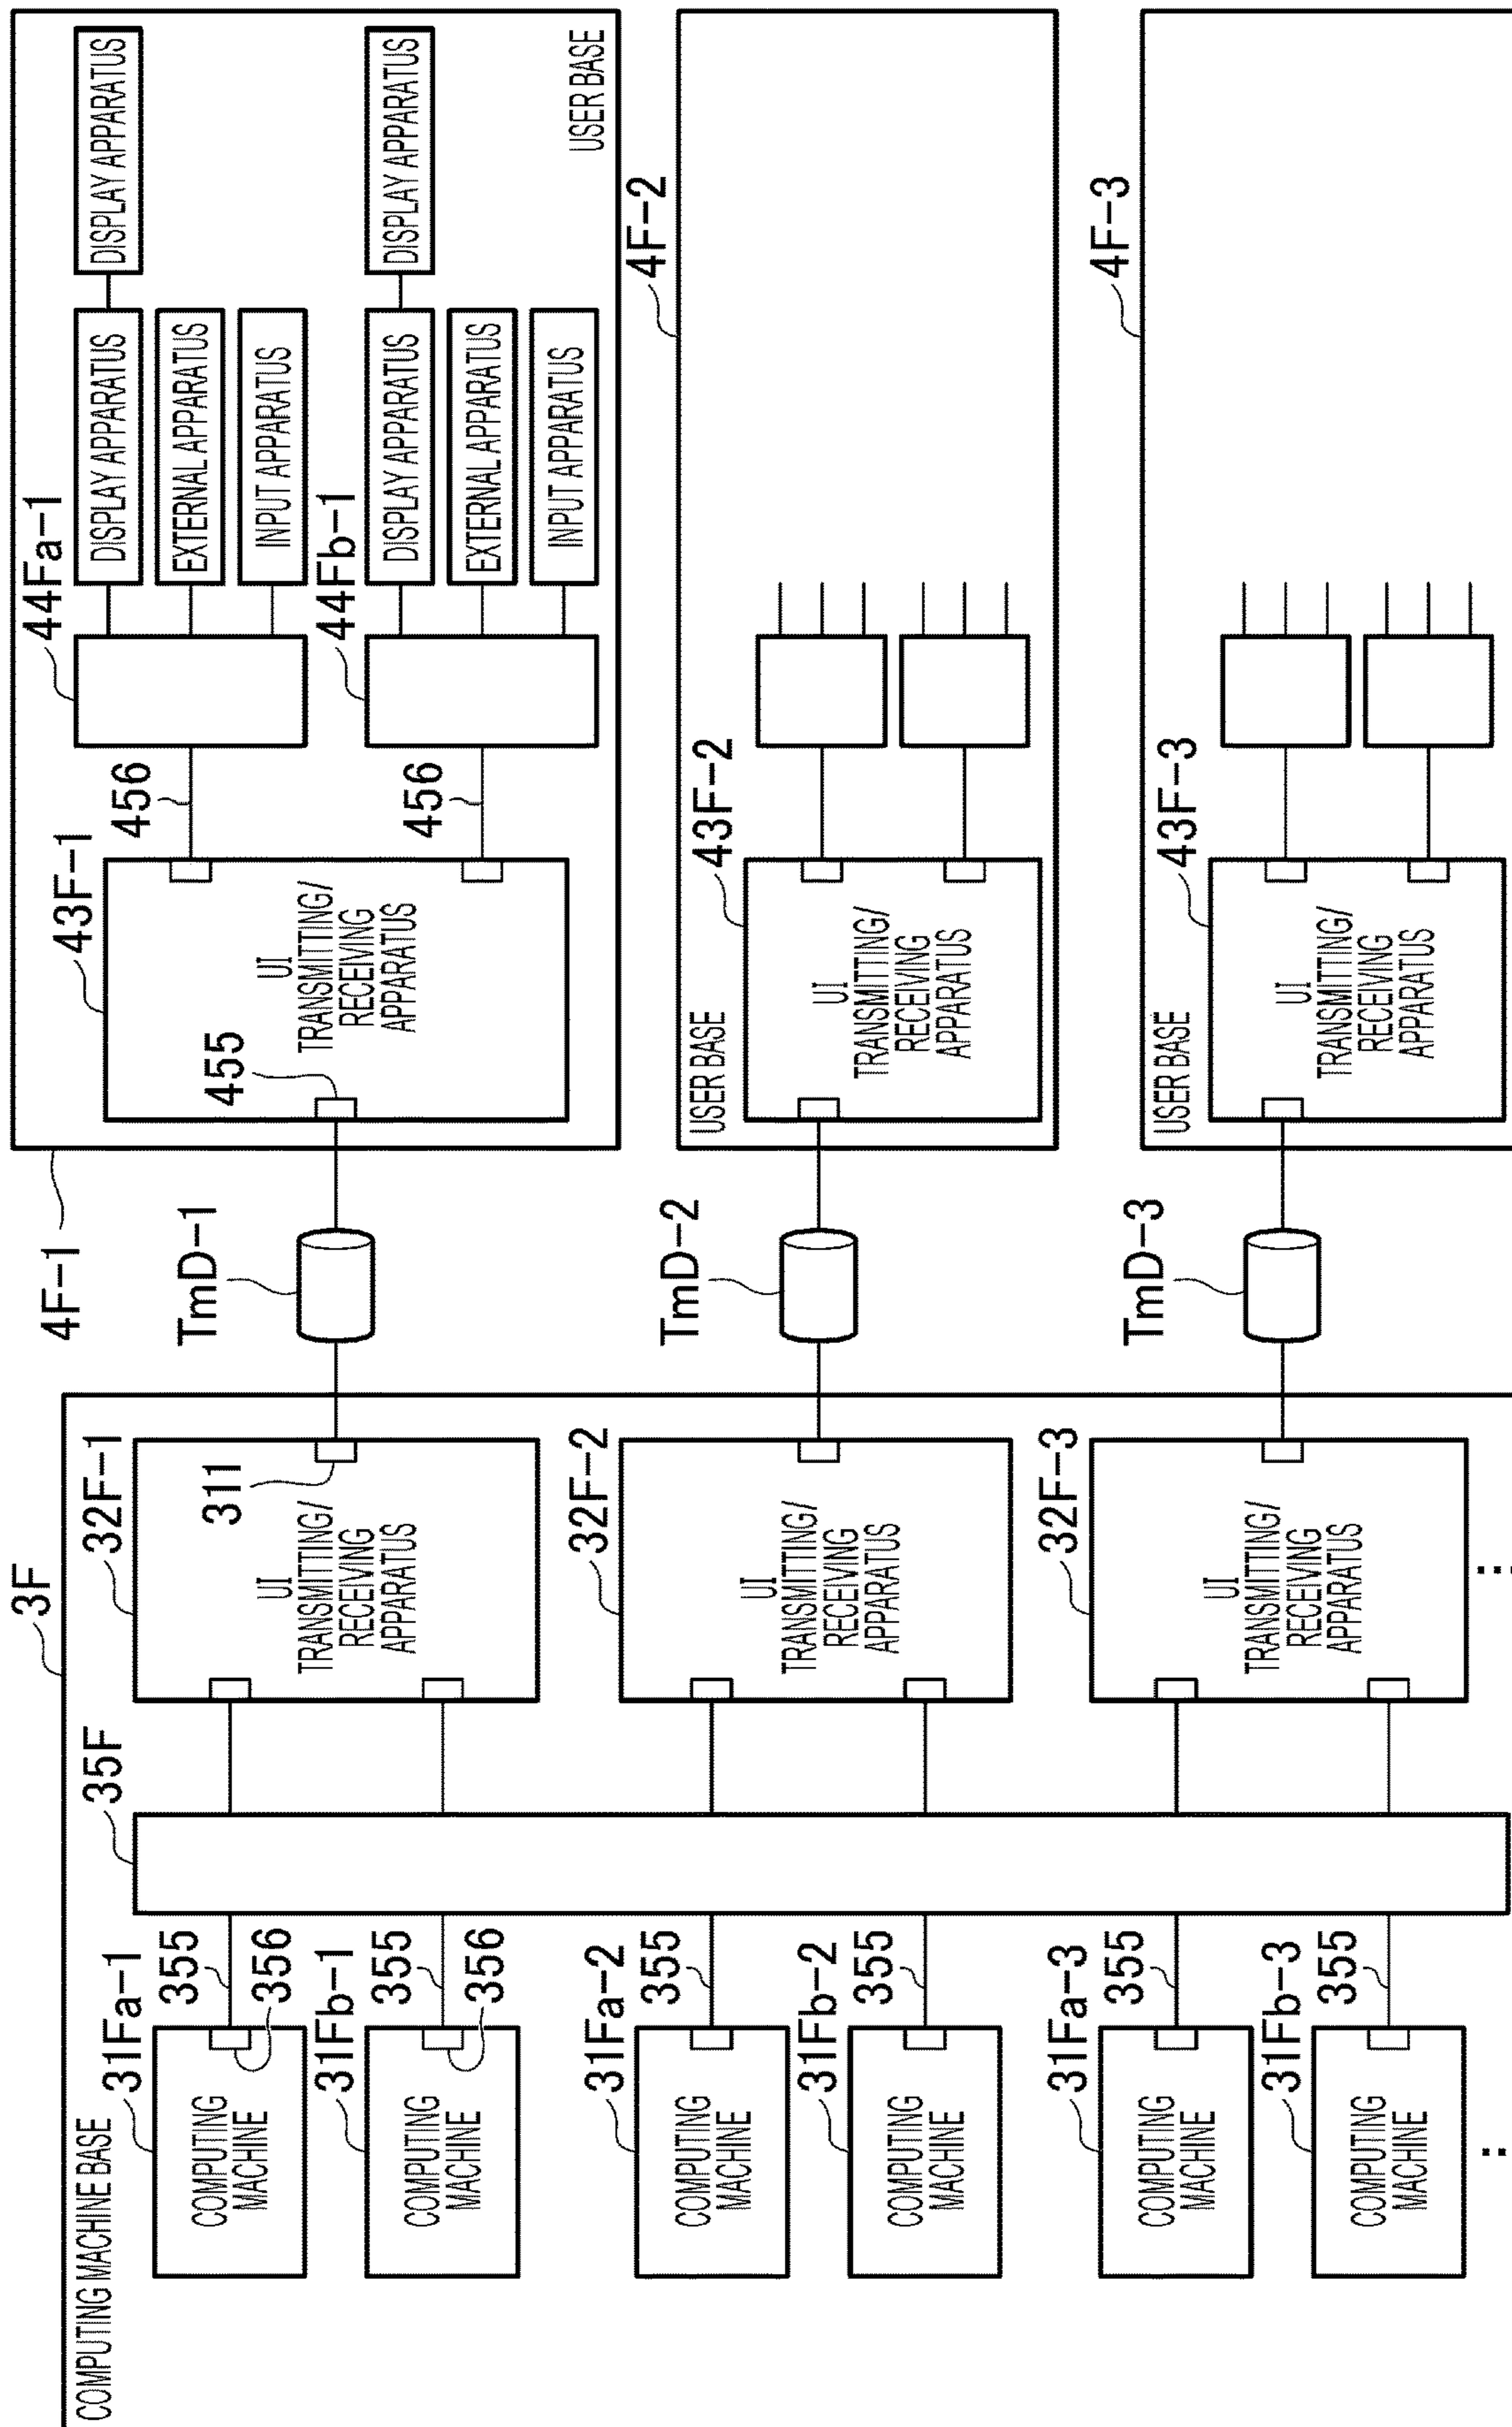 3F
COMPUTING MACHINE BASE
31Fa-1
COMPUTING
MACHINE
355
356
31Fb-1
COMPUTING
MACHINE
355
356
31Fa-2
COMPUTING
MACHINE
355
31Fb-2
COMPUTING
MACHINE
355
31Fa-3
COMPUTING
MACHINE
355
31Fb-3
COMPUTING
MACHINE
355
35F
32F-1
UI
TRANSMITTING/
RECEIVING
APPARATUS
311
32F-2
UI
TRANSMITTING/
RECEIVING
APPARATUS
32F-3
UI
TRANSMITTING/
RECEIVING
APPARATUS
TmD-1
TmD-2
TmD-3
4F-1
43F-1
455
UI
TRANSMITTING/
RECEIVING
APPARATUS
456
456
44Fa-1
DISPLAY APPARATUS
DISPLAY APPARATUS
EXTERNAL APPARATUS
INPUT APPARATUS
44Fb-1
DISPLAY APPARATUS
DISPLAY APPARATUS
EXTERNAL APPARATUS
INPUT APPARATUS
USER BASE
4F-2
USER BASE
43F-2
UI
TRANSMITTING/
RECEIVING
APPARATUS
4F-3
USER BASE
43F-3
UI
TRANSMITTING/
RECEIVING
APPARATUS